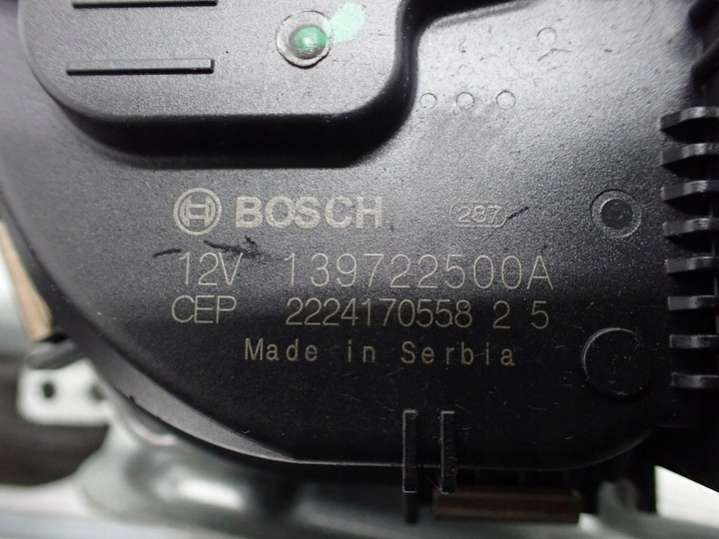 BOSCH 287
12V 139722500A
CEP 2224170558 2 5
Made in Serbia